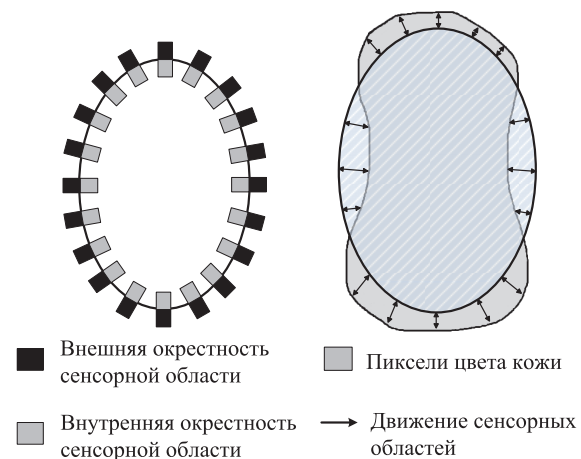 Внешняя окрестность
сенсорной области
Внутренняя окрестность
сенсорной области
Пиксели цвета кожи
Движение сенсорных
областей